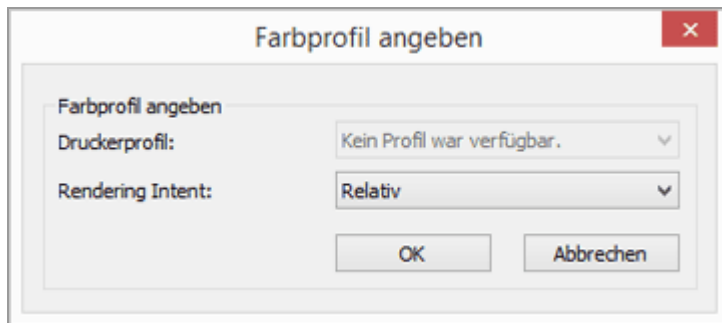 Farbprofil angeben
Farbprofil angeben
Druckerprofil: Kein Profil war verfügbar.
Rendering Intent: Relativ
OK Abbrechen